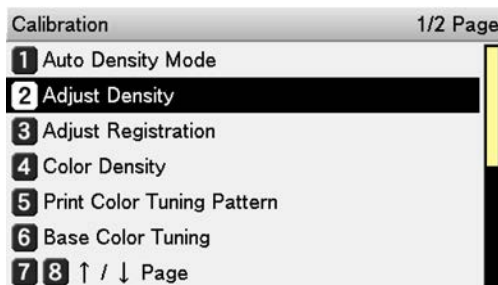 Calibration 1/2 Page
1 Auto Density Mode
2 Adjust Density
3 Adjust Registration
4 Color Density
5 Print Color Tuning Pattern
6 Base Color Tuning
7 8 ↑ / ↓ Page